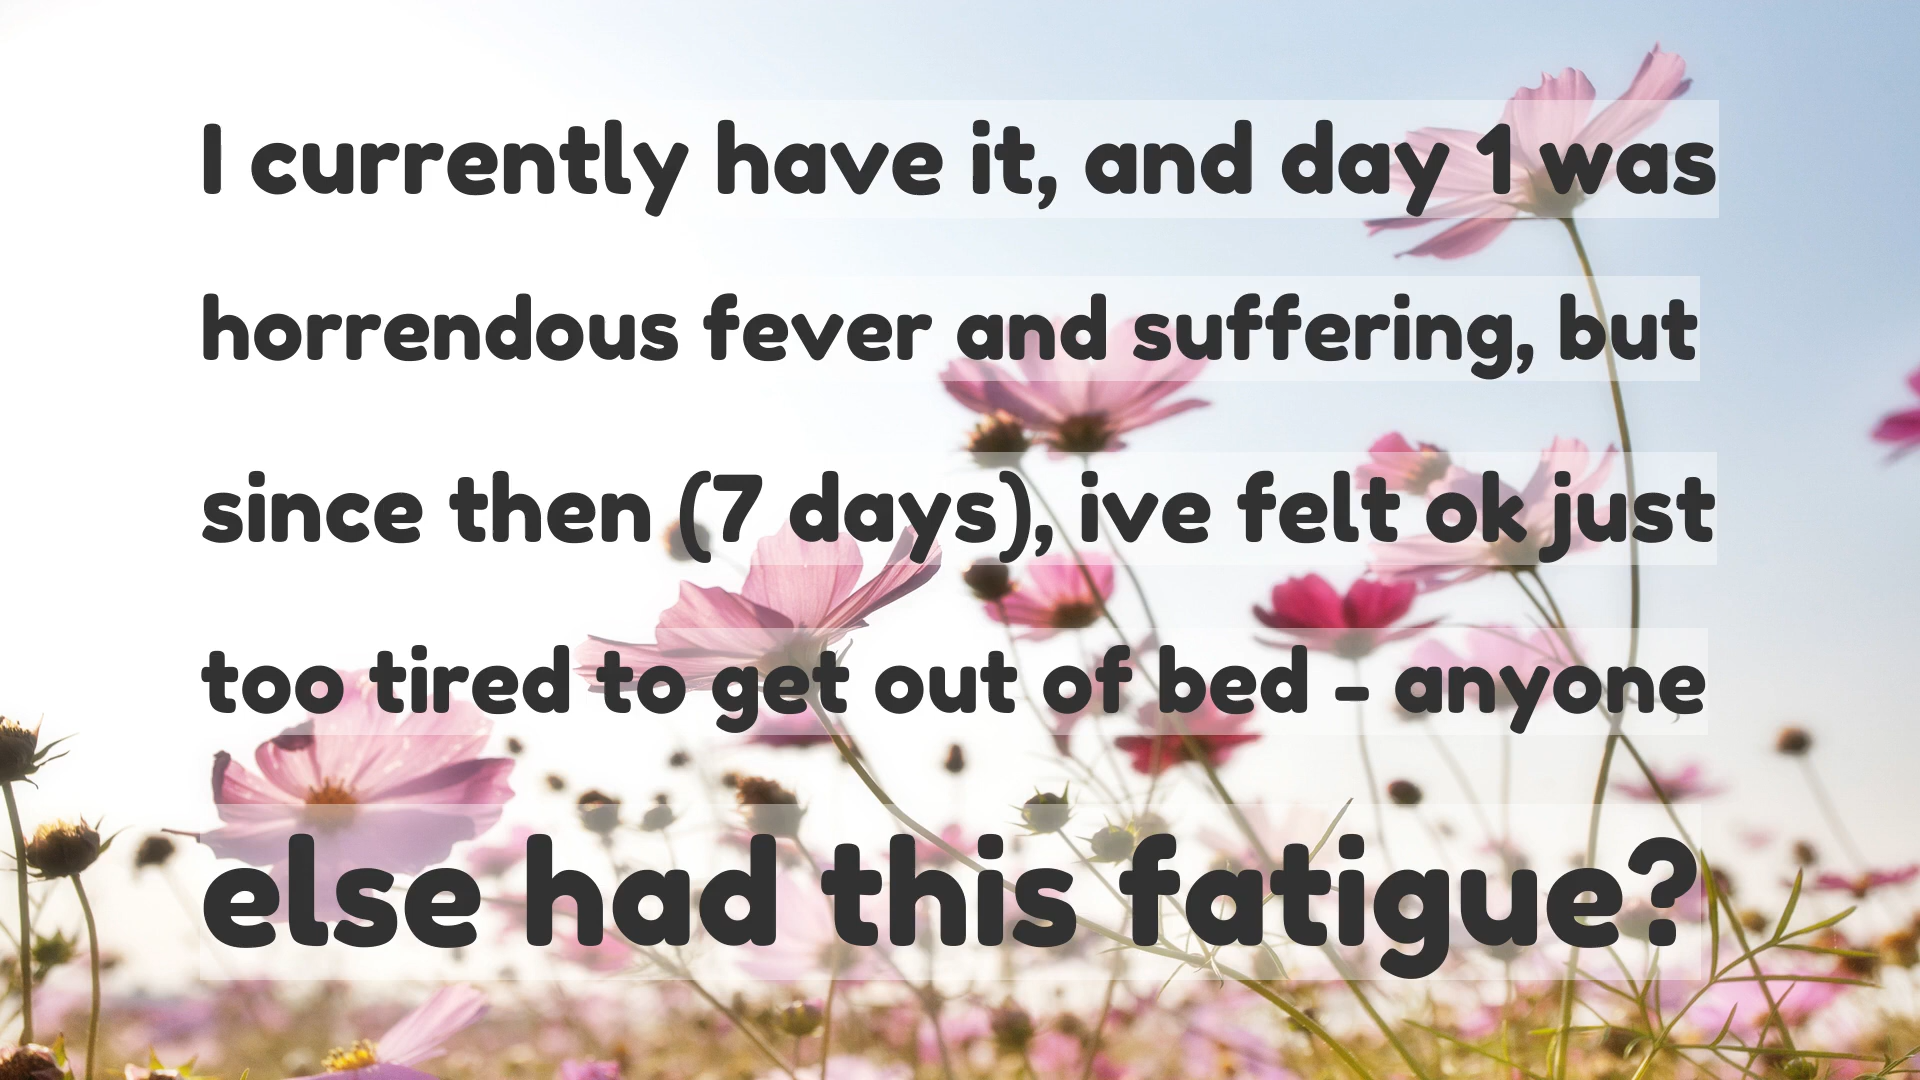 I currently have it, and day 1 was
horrendous fever and suffering, but
since then (7 days), ive felt ok just
too tired to get out of bed - anyone
else had this fatigue?